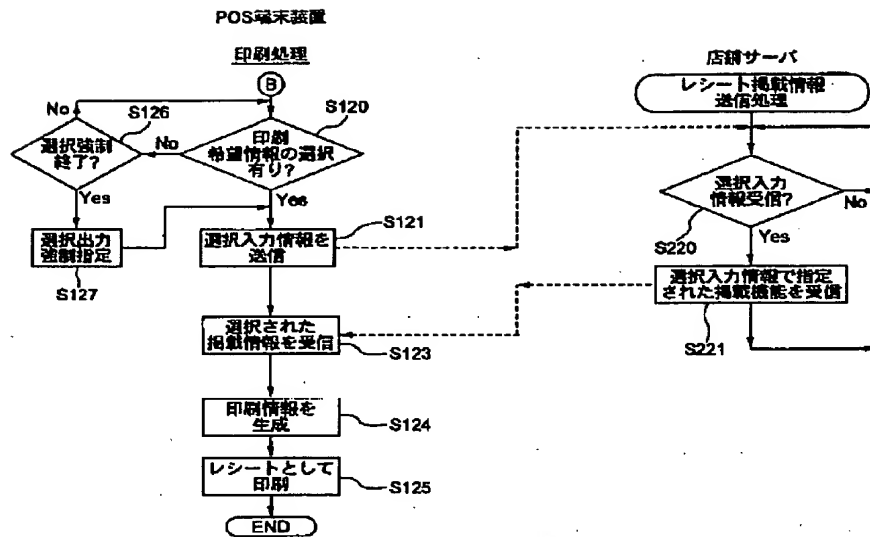 POS端末装置
印刷処理
B
No
S126
S120
選択強制
終了?
No
印刷
希望情報の選択
有り?
Yes
Yes
S121
選択出力
強制指定
選択入力情報を
送信
S127
選択された
掲載情報を受信
S123
印刷情報を
生成
S124
レシートとして
印刷
S125
END
店舗サーバ
レシート掲載情報
送信処理
選択入力
情報受信?
No
S220
Yes
選択入力情報で指定
された掲載機能を受信
S221